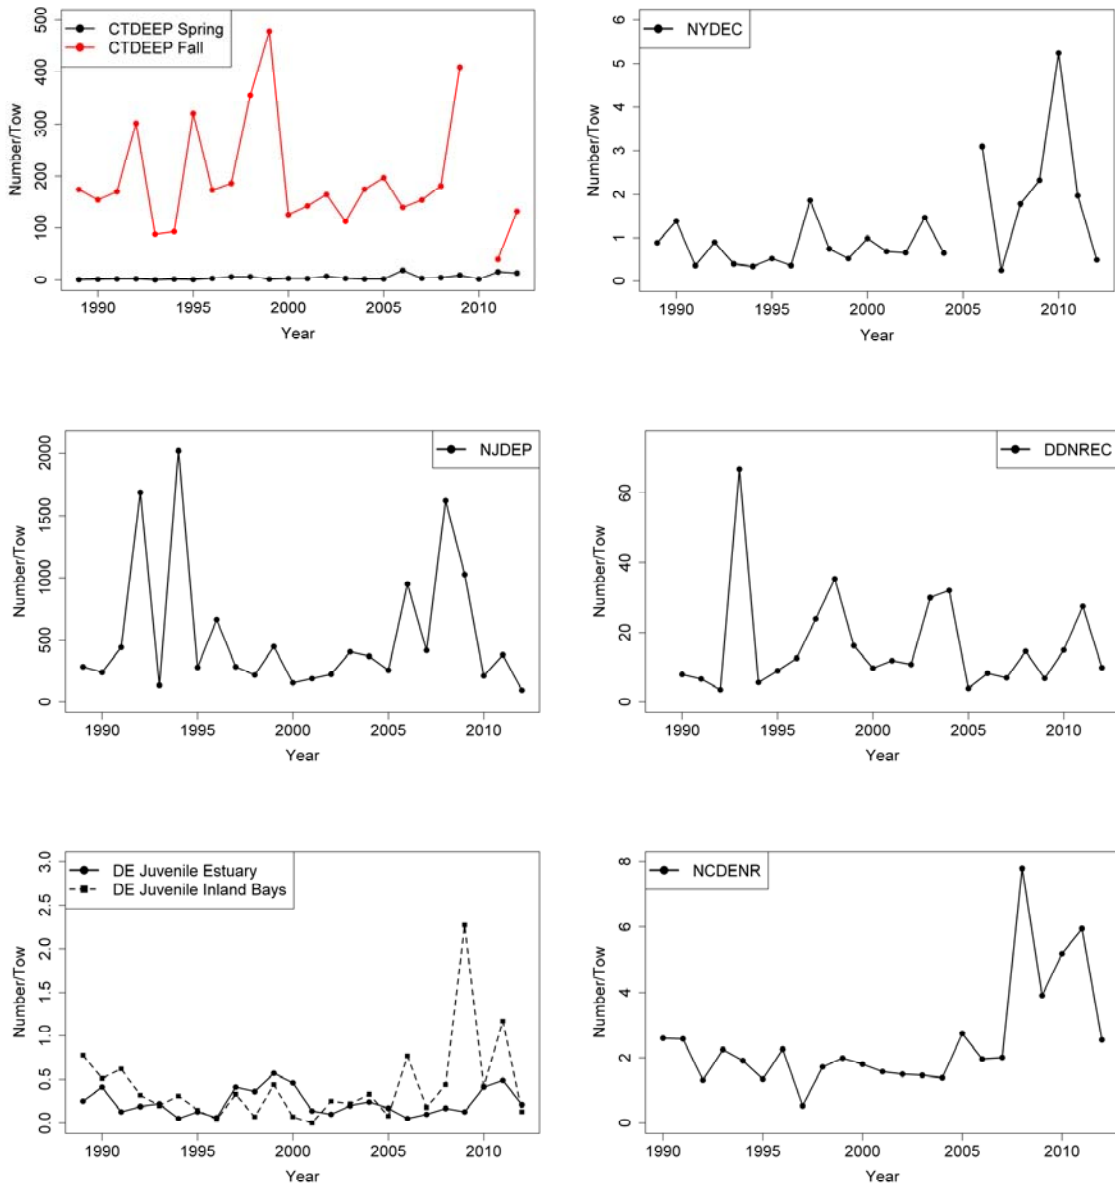 CTDEEP Spring
CTDEEP Fall
Number/Tow
0 100 200 300 400 500
1990 1995 2000 2005 2010
Year
NYDEC
Number/Tow
0 1 2 3 4 5 6
1990 1995 2000 2005 2010
Year
NJDEP
Number/Tow
0 500 1000 1500 2000
1990 1995 2000 2005 2010
Year
DDNREC
Number/Tow
0 20 40 60
1990 1995 2000 2005 2010
Year
DE Juvenile Estuary
DE Juvenile Inland Bays
Number/Tow
0.0 0.5 1.0 1.5 2.0 2.5 3.0
1990 1995 2000 2005 2010
Year
NCDENR
Number/Tow
0 2 4 6 8
1990 1995 2000 2005 2010
Year